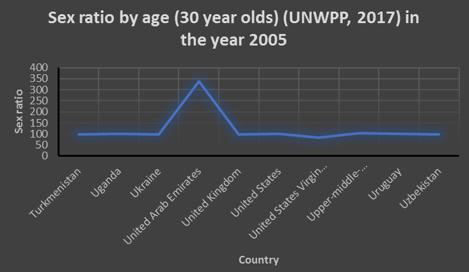 Sex ratio by age (30 year olds) (UNWPP, 2017) in
the year 2005
400
350
300
250
200
150
100
50
0
Sex ratio
Turkmenistan
Uganda
Ukraine
United Arab Emirates
United Kingdom
United States
United States Virgin…
Upper-middle-…
Uruguay
Uzbekistan
Country